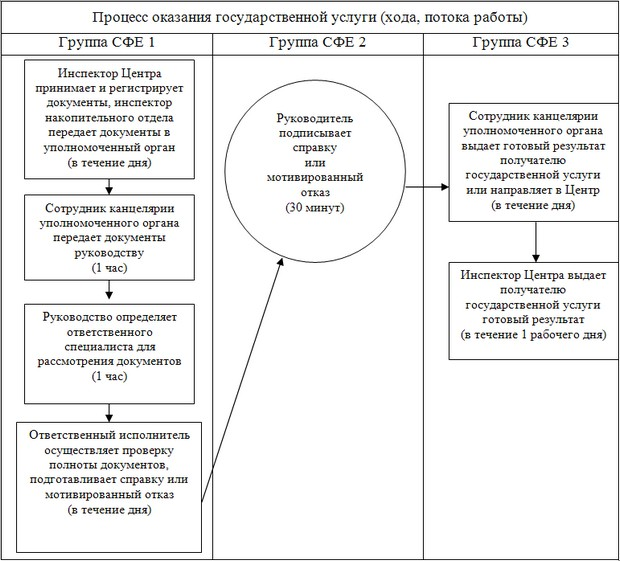 Процесс оказания государственной услуги (хода, потока работы)
Группа СФЕ 1
Группа СФЕ 2
Группа СФЕ 3
Инспектор Центра
принимает и регистрирует
документы, инспектор
накопительного отдела
передает документы в
уполномоченный орган
(в течение дня)
Сотрудник канцелярии
уполномоченного органа
передает документы
руководству
(1 час)
Руководство определяет
ответственного
специалиста для
рассмотрения документов
(1 час)
Ответственный исполнитель
осуществляет проверку
полноты документов,
подготавливает справку или
мотивированный отказ
(в течение дня)
Руководитель
подписывает
справку
или
мотивированный
отказ
(30 минут)
Сотрудник канцелярии
уполномоченного органа
выдает готовый результат
получателю
государственной услуги
или направляет в Центр
(в течение дня)
Инспектор Центра выдает
получателю
государственной услуги
готовый результат
(в течение 1 рабочего дня)